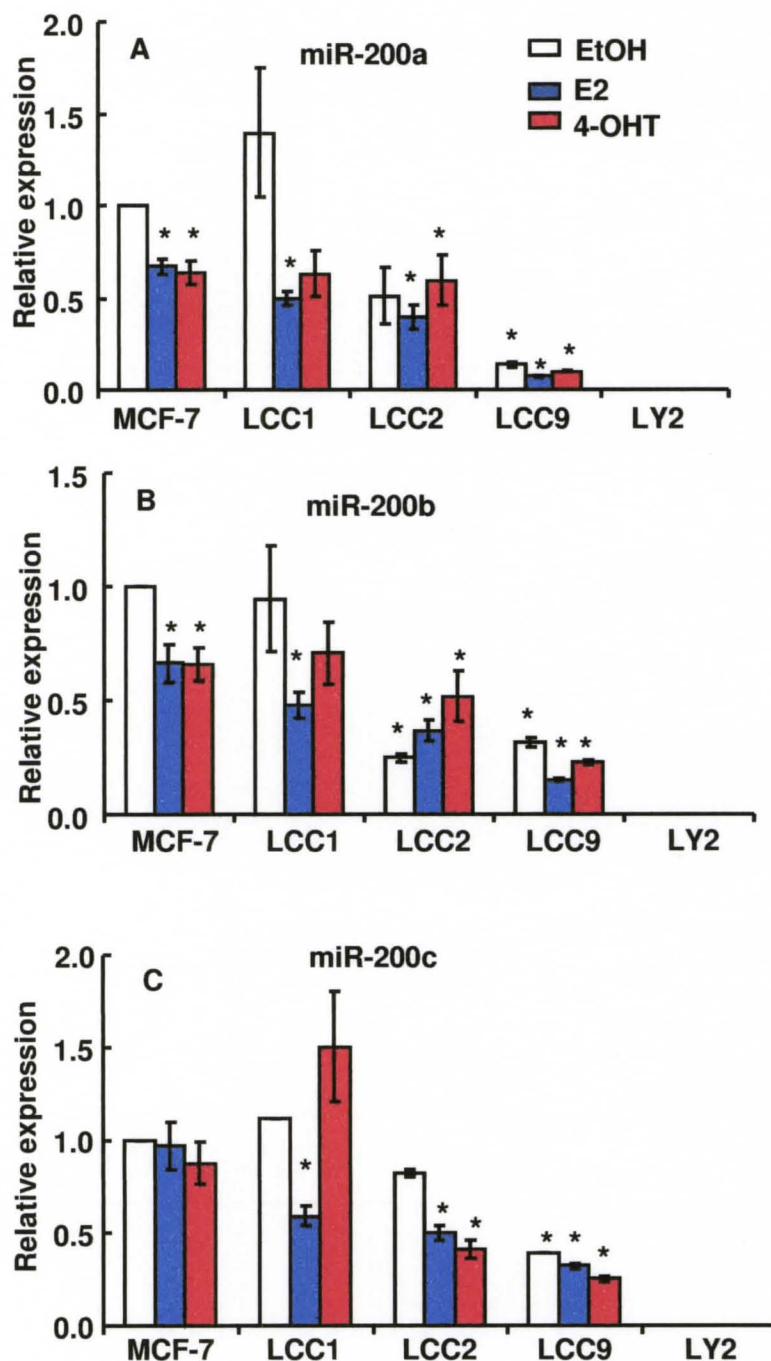 A
miR-200a
EtOH
E2
4-OHT
Relative expression
2.0
1.5
1.0
0.5
0.0
* *
*
* *
* * *
MCF-7 LCC1 LCC2 LCC9 LY2
B
miR-200b
Relative expression
1.5
1.0
0.5
0.0
* *
*
* * *
* * *
MCF-7 LCC1 LCC2 LCC9 LY2
C
miR-200c
Relative expression
2.0
1.5
1.0
0.5
0.0
*
* *
* * *
MCF-7 LCC1 LCC2 LCC9 LY2